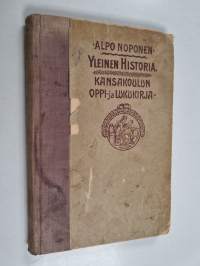 ·ALPO NOPONEN·
YLEINEN HISTORIA.
KANSAKOULUN
OPPI-JA LUKUKIRJA·